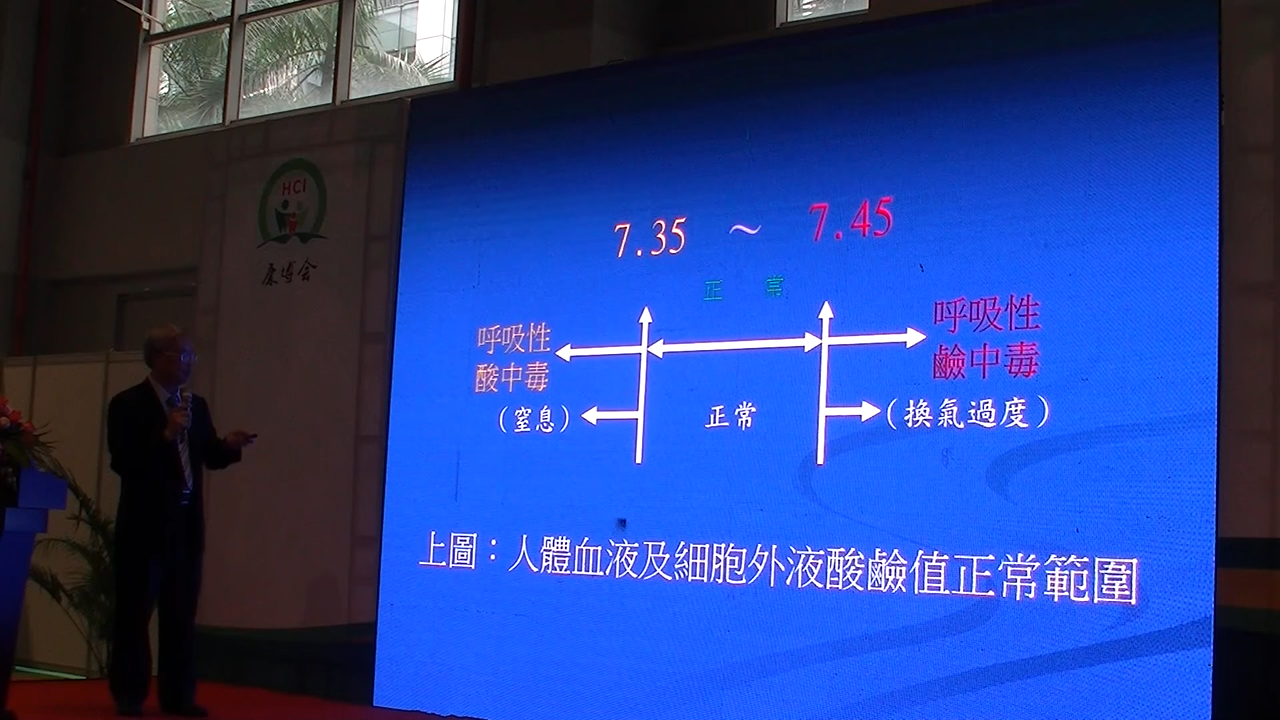 HCI
康博会
7.35 ~ 7.45
正 常
呼吸性
酸中毒
(窒息)
正常
呼吸性
鹼中毒
(換氣過度)
上圖：人體血液及細胞外液酸鹼值正常範圍